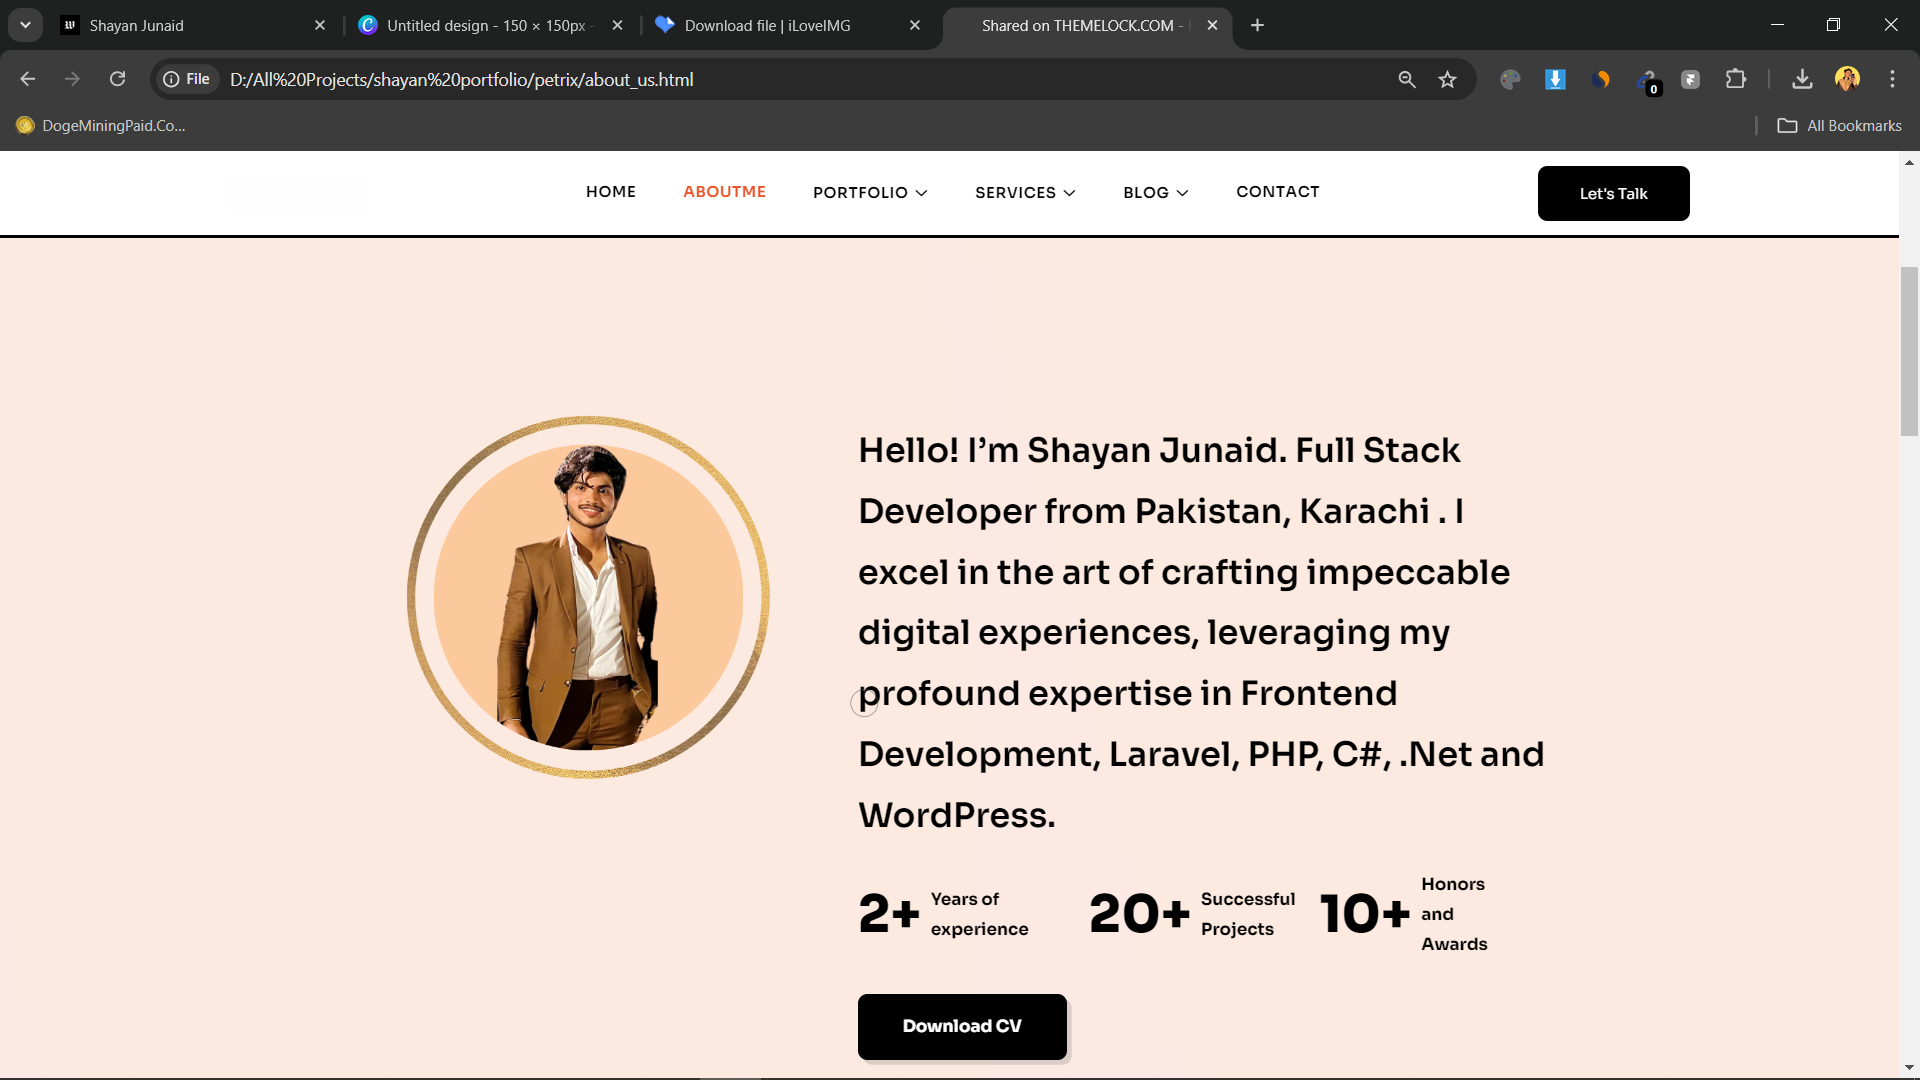 Shayan Junaid
Untitled design - 150 × 150px -
Download file | iLoveIMG
Shared on THEMELOCK.COM -
File
D:/All%20Projects/shayan%20portfolio/petrix/about_us.html
0
DogeMiningPaid.Co...
All Bookmarks
HOME
ABOUTME
PORTFOLIO
SERVICES
BLOG
CONTACT
Let's Talk
Hello! I’m Shayan Junaid. Full Stack
Developer from Pakistan, Karachi . I
excel in the art of crafting impeccable
digital experiences, leveraging my
profound expertise in Frontend
Development, Laravel, PHP, C#, .Net and
WordPress.
2+
Years of
experience
20+
Successful
Projects
10+
Honors
and
Awards
Download CV